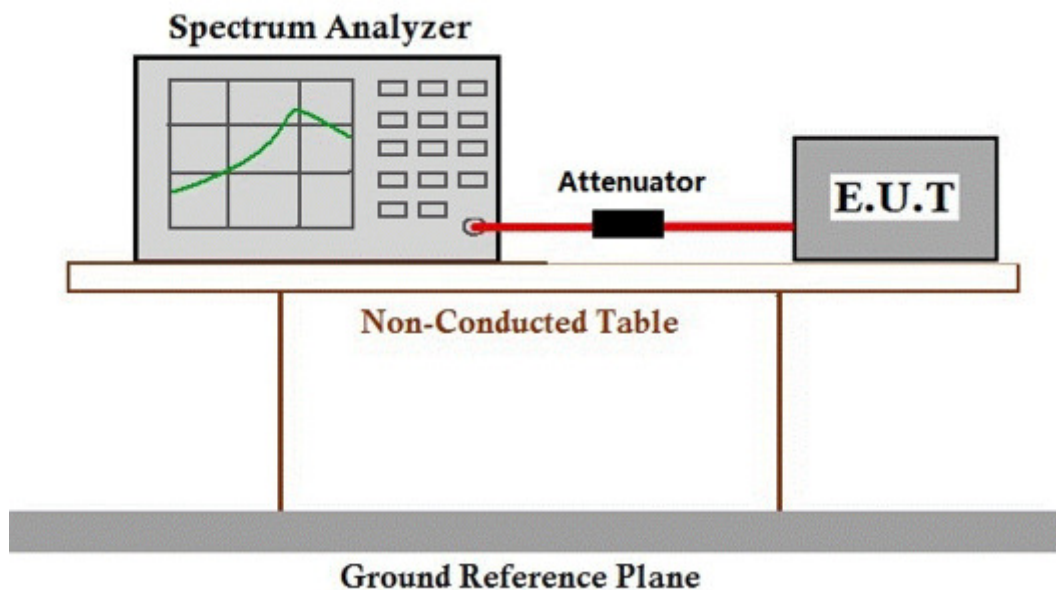 Spectrum Analyzer
Attenuator
E.U.T
Non-Conducted Table
Ground Reference Plane